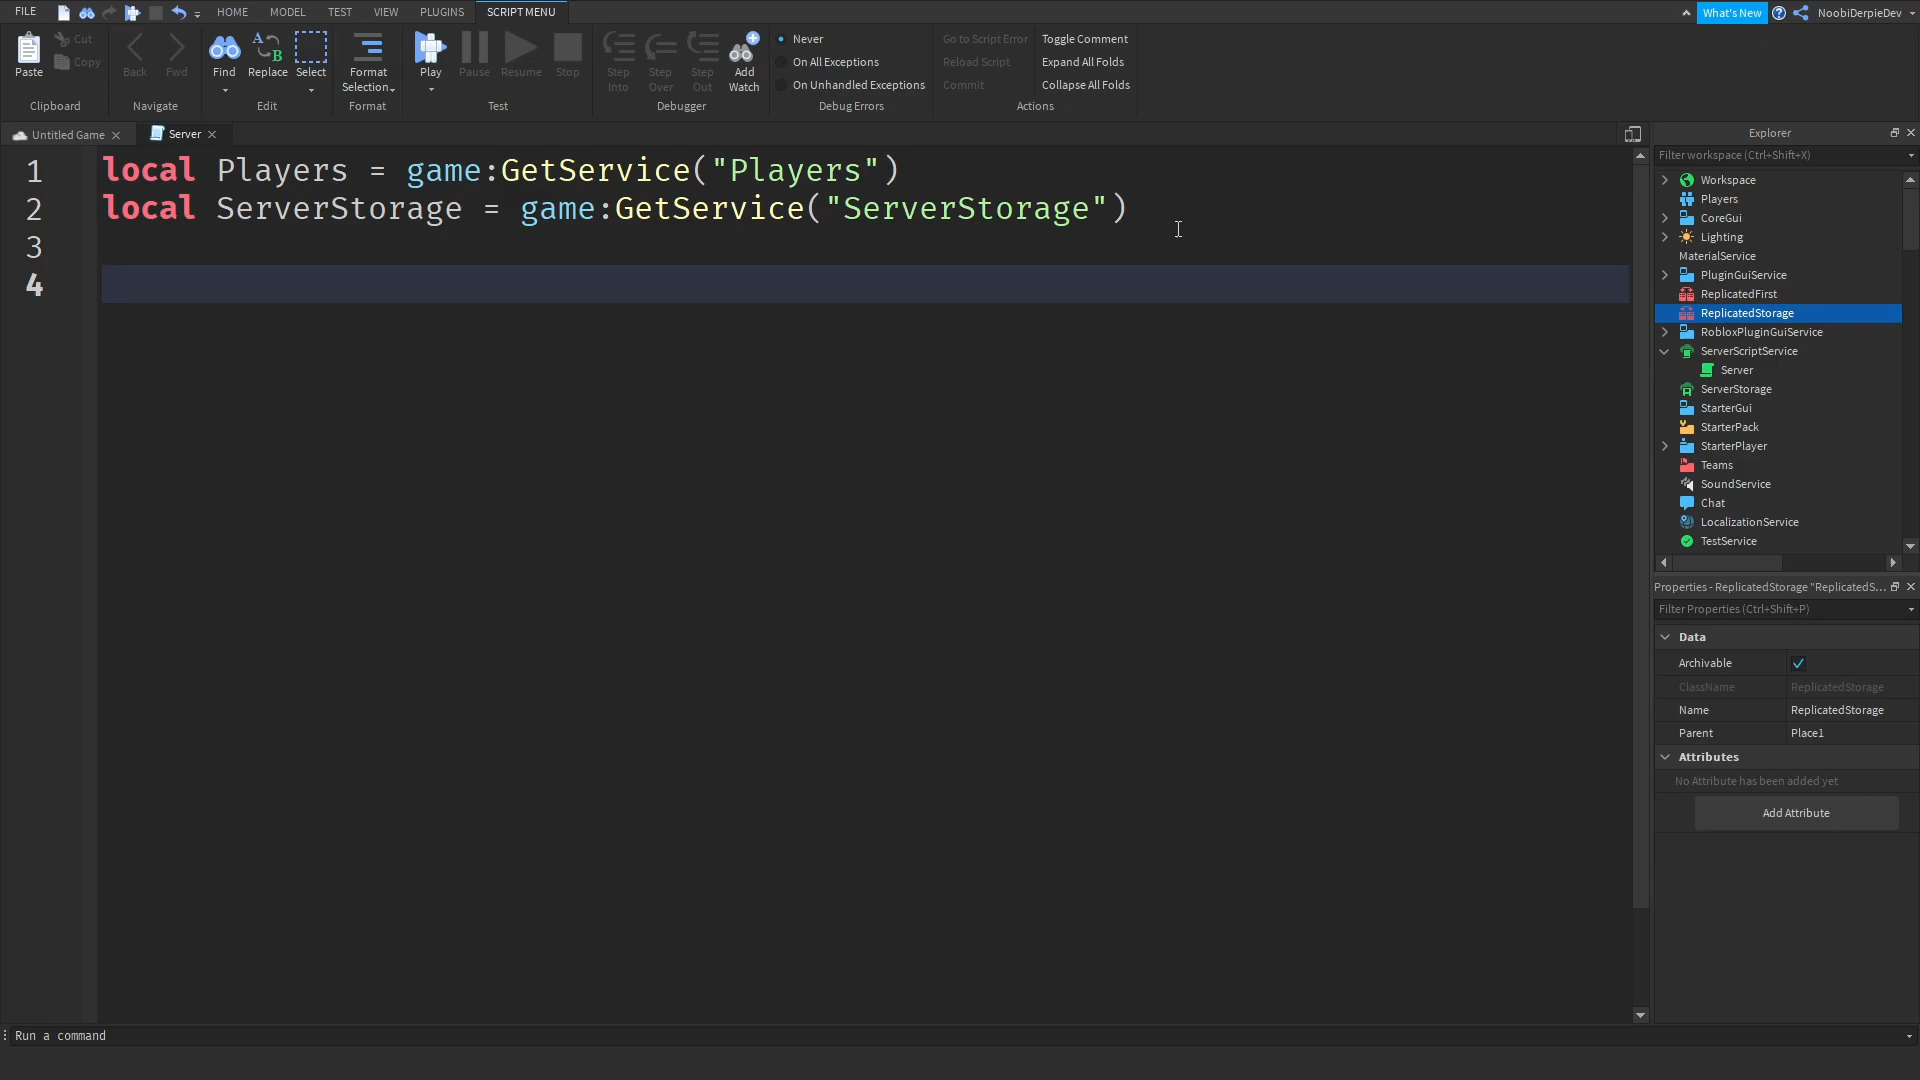 FILE HOME MODEL TEST VIEW PLUGINS SCRIPT MENU What's New NoobiDerpieDev
Paste Cut Copy Back Fwd Find Replace Select Format Selection Play Pause Resume Stop Step Into Step Over Step Out Add Watch
Never Go to Script Error Toggle Comment
On All Exceptions Reload Script Expand All Folds
On Unhandled Exceptions Commit Collapse All Folds
Clipboard Navigate Edit Format Test Debugger Debug Errors Actions
Untitled Game Server
1 local Players = game:GetService("Players")
2 local ServerStorage = game:GetService("ServerStorage")
3
4
Explorer
Filter workspace (Ctrl+Shift+X)
Workspace
Players
CoreGui
Lighting
MaterialService
PluginGuiService
ReplicatedFirst
ReplicatedStorage
RobloxPluginGuiService
ServerScriptService
Server
ServerStorage
StarterGui
StarterPack
StarterPlayer
Teams
SoundService
Chat
LocalizationService
TestService
Properties - ReplicatedStorage "ReplicatedS...
Filter Properties (Ctrl+Shift+P)
Data
Archivable
ClassName ReplicatedStorage
Name ReplicatedStorage
Parent Place1
Attributes
No Attribute has been added yet
Add Attribute
Run a command